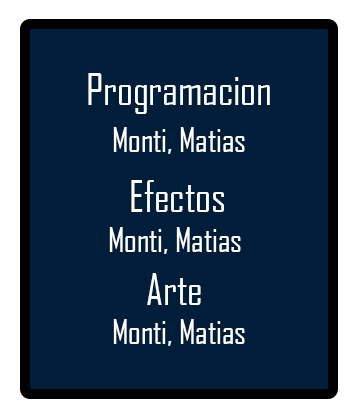 Programacion
Monti, Matias
Efectos
Monti, Matias
Arte
Monti, Matias